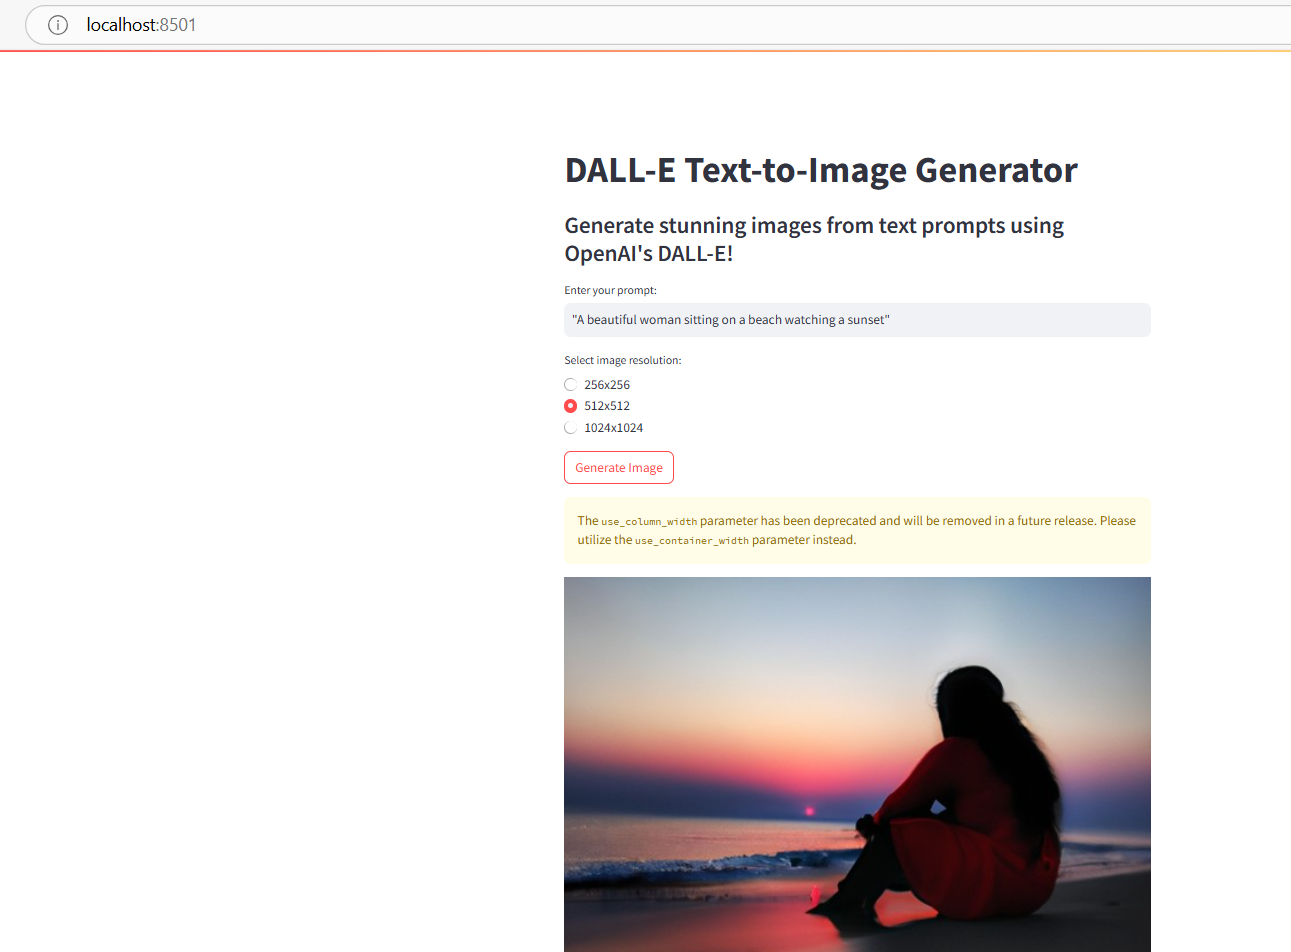 localhost:8501
DALL-E Text-to-Image Generator
Generate stunning images from text prompts using
OpenAI's DALL-E!
Enter your prompt:
"A beautiful woman sitting on a beach watching a sunset"
Select image resolution:
256x256
512x512
1024x1024
Generate Image
The use_column_width parameter has been deprecated and will be removed in a future release. Please
utilize the use_container_width parameter instead.